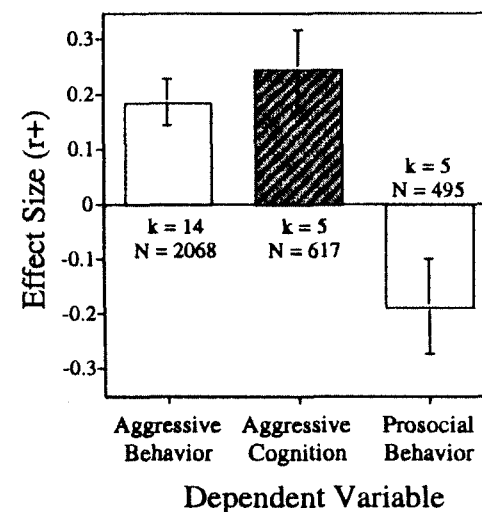 Effect Size (r+)
0.3
0.2
0.1
0
-0.1
-0.2
-0.3
k = 14
N = 2068
k = 5
N = 617
k = 5
N = 495
Aggressive
Behavior
Aggressive
Cognition
Prosocial
Behavior
Dependent Variable